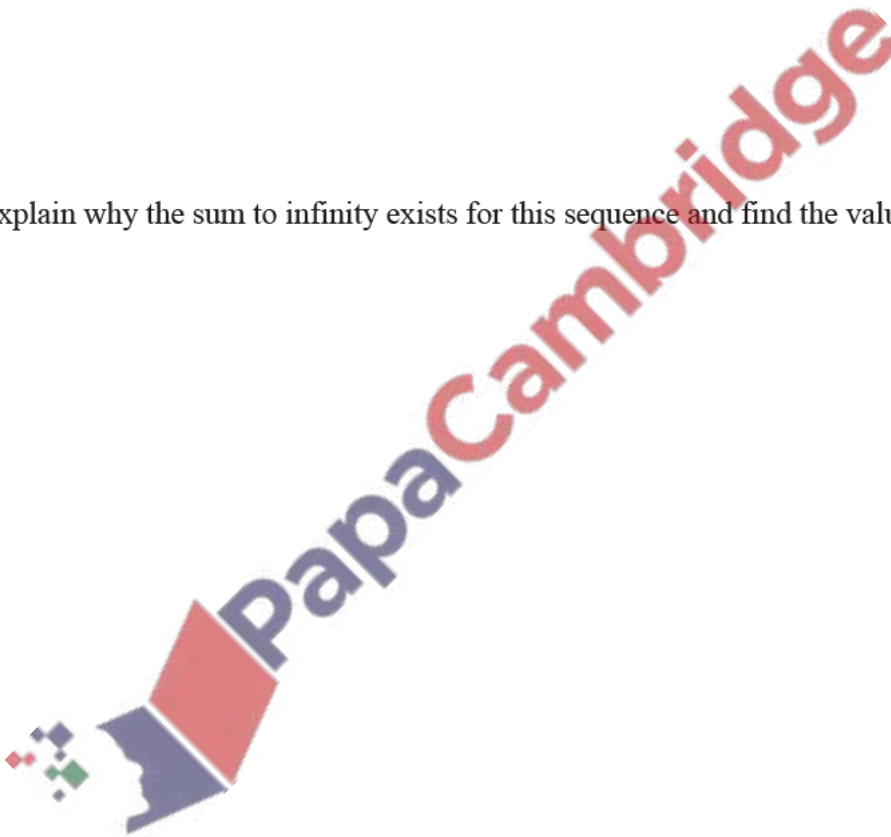 xplain why the sum to infinity exists for this sequence and find the valu
PapaCambridge